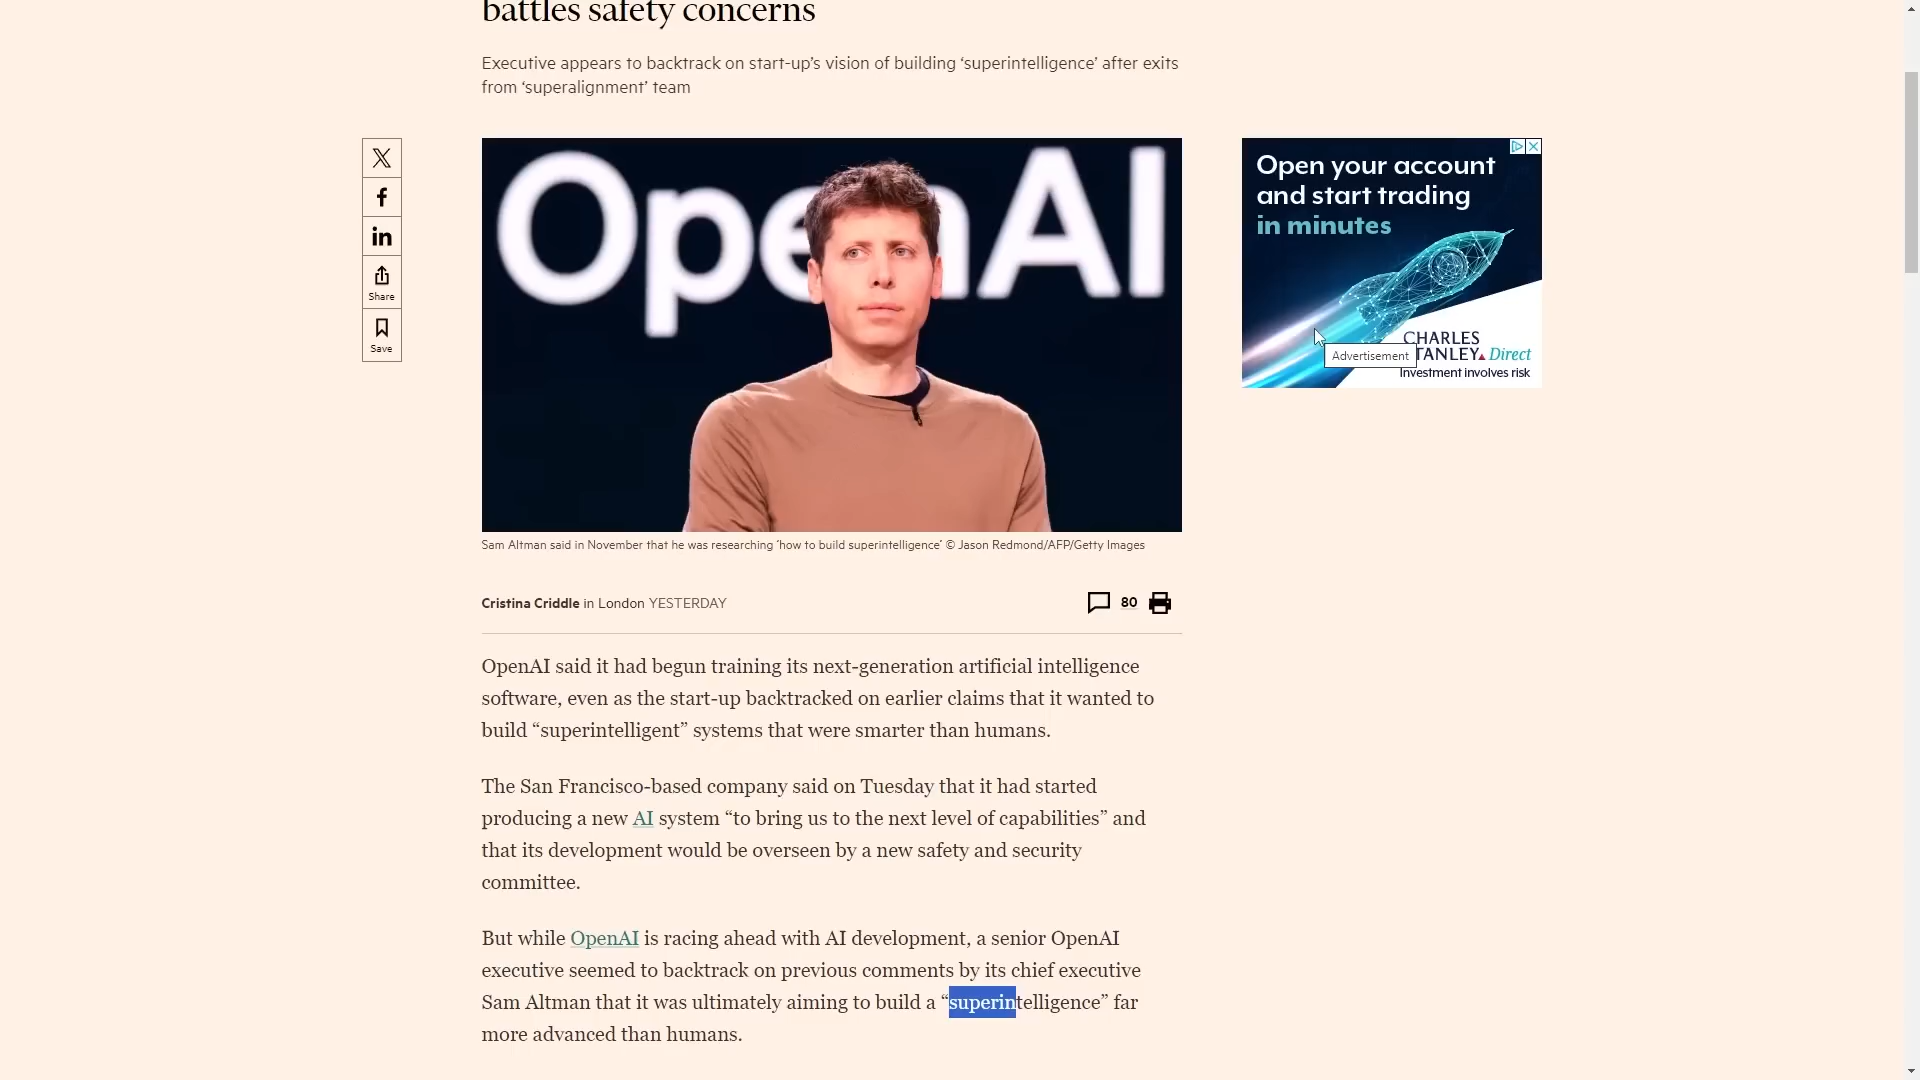 battles safety concerns
Executive appears to backtrack on start-up’s vision of building ‘superintelligence’ after exits
from ‘superalignment’ team
Share
Save
OpenAI
Open your account
and start trading
in minutes
CHARLES
TANLEY Direct
Investment involves risk
Advertisement
Sam Altman said in November that he was researching ‘how to build superintelligence’ © Jason Redmond/AFP/Getty Images
Cristina Criddle in London YESTERDAY
80
OpenAI said it had begun training its next-generation artificial intelligence
software, even as the start-up backtracked on earlier claims that it wanted to
build “superintelligent” systems that were smarter than humans.
The San Francisco-based company said on Tuesday that it had started
producing a new AI system “to bring us to the next level of capabilities” and
that its development would be overseen by a new safety and security
committee.
But while OpenAI is racing ahead with AI development, a senior OpenAI
executive seemed to backtrack on previous comments by its chief executive
Sam Altman that it was ultimately aiming to build a “superintelligence” far
more advanced than humans.